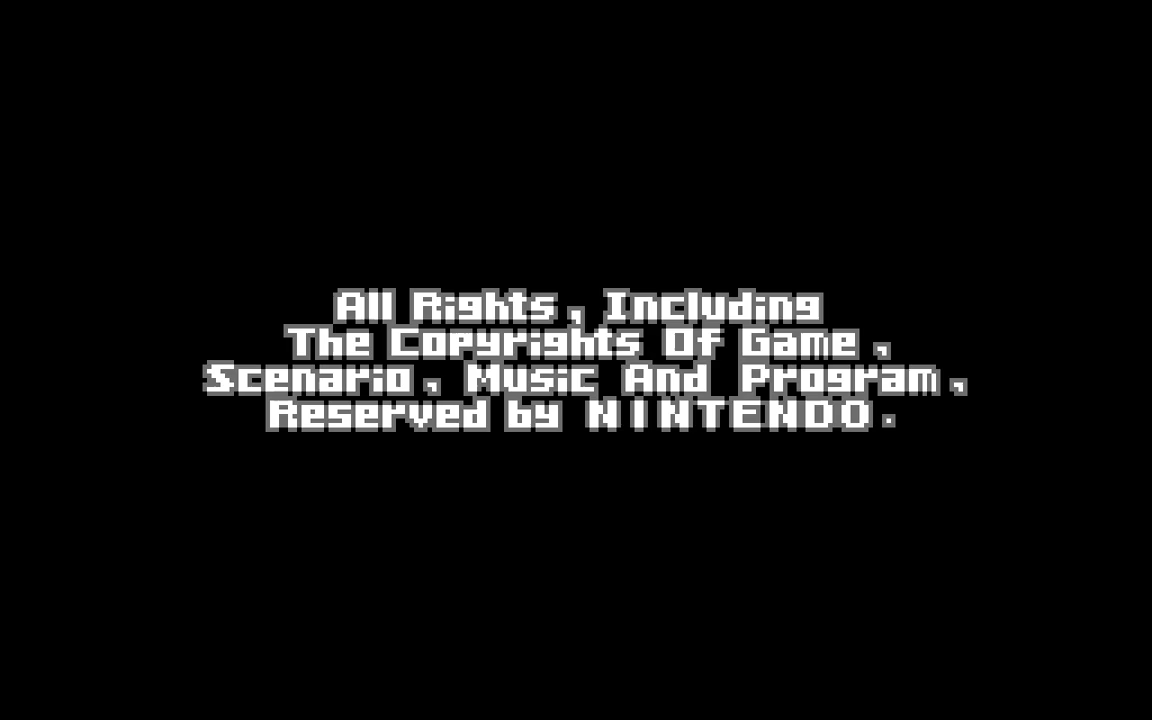 All Rights, Including
The Copyrights Of Game,
Scenario, Music And Program,
Reserved by NINTENDO.